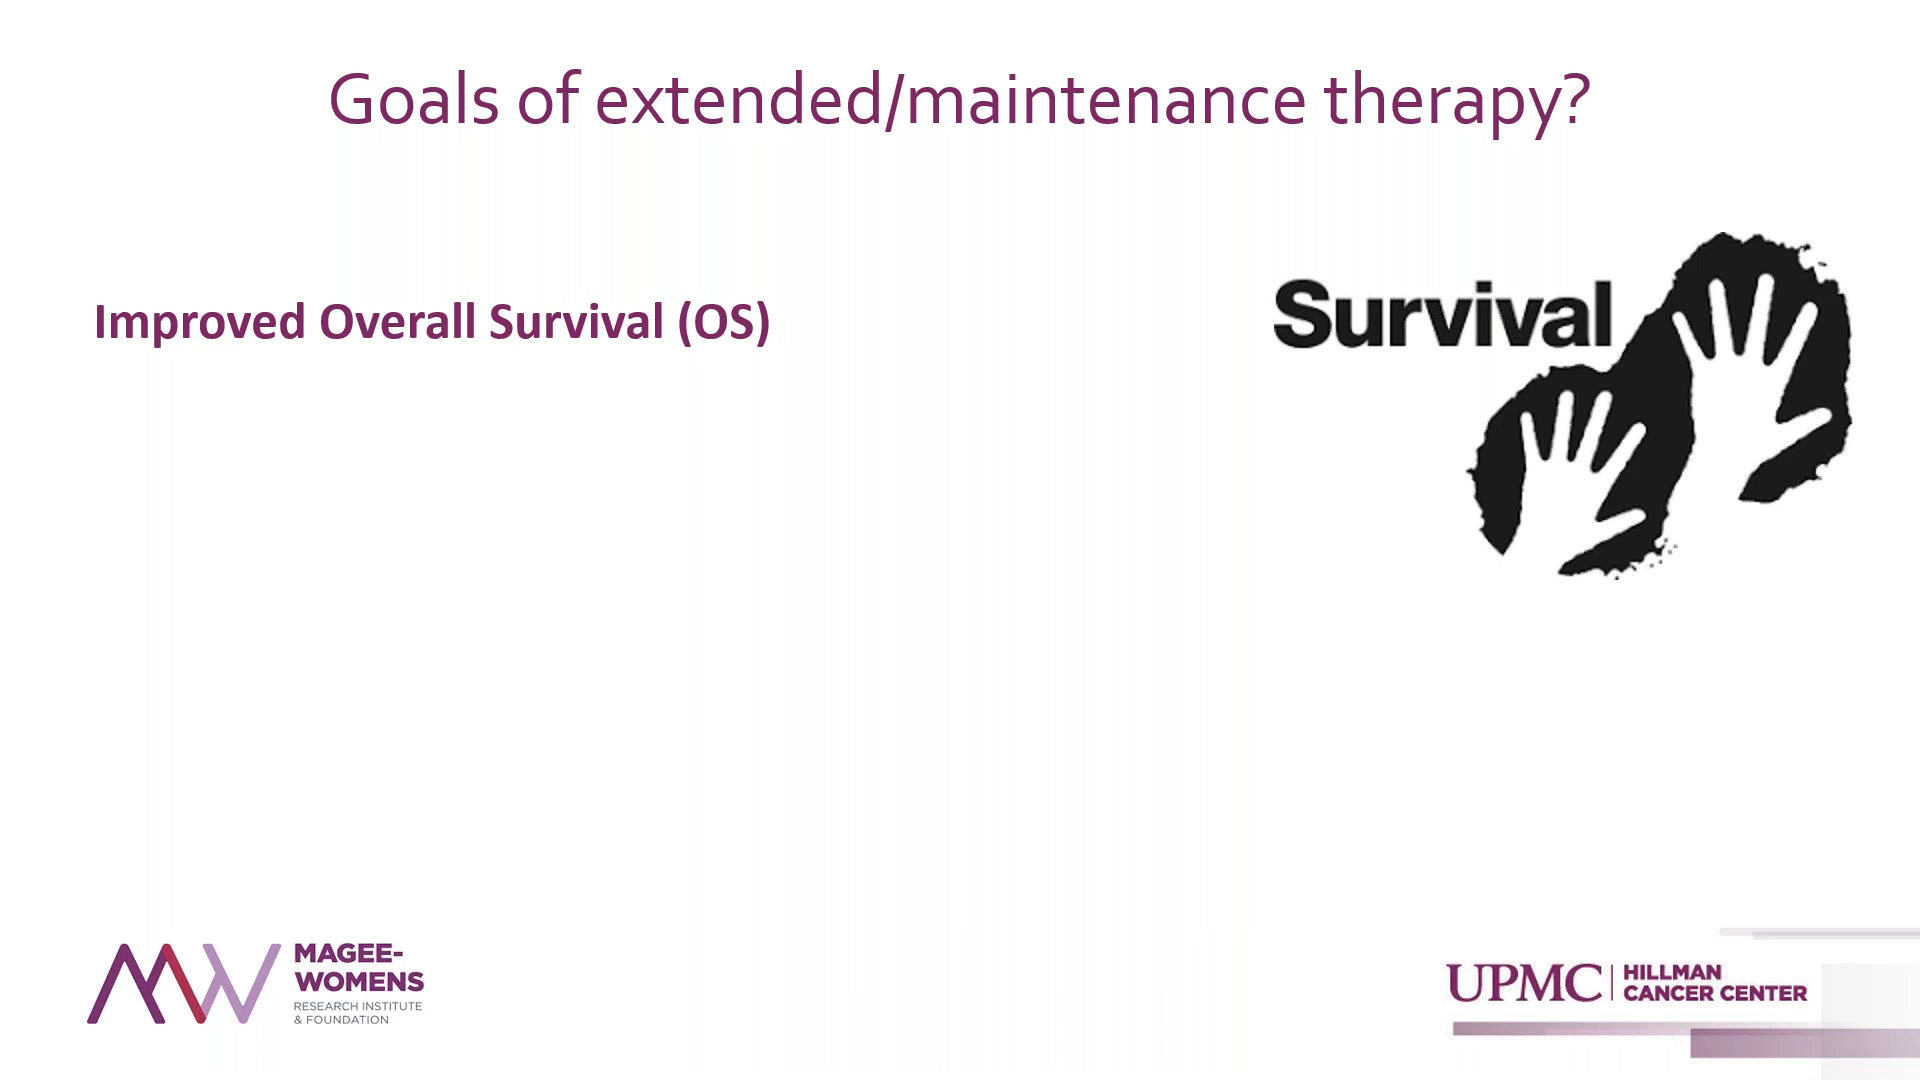 Goals of extended/maintenance therapy?
Improved Overall Survival (OS)
Survival
MAGEE-
WOMENS
RESEARCH INSTITUTE
& FOUNDATION
UPMC
HILLMAN
CANCER CENTER